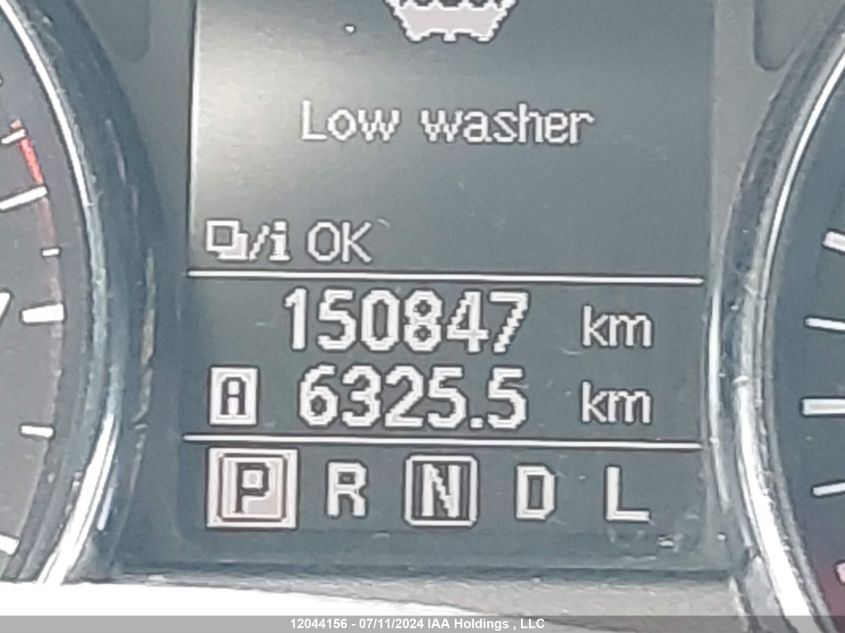 Low washer
/i OK
150847 km
A 6325.5 km
P R N D L
12044156 - 07/11/2024 IAA Holdings , LLC